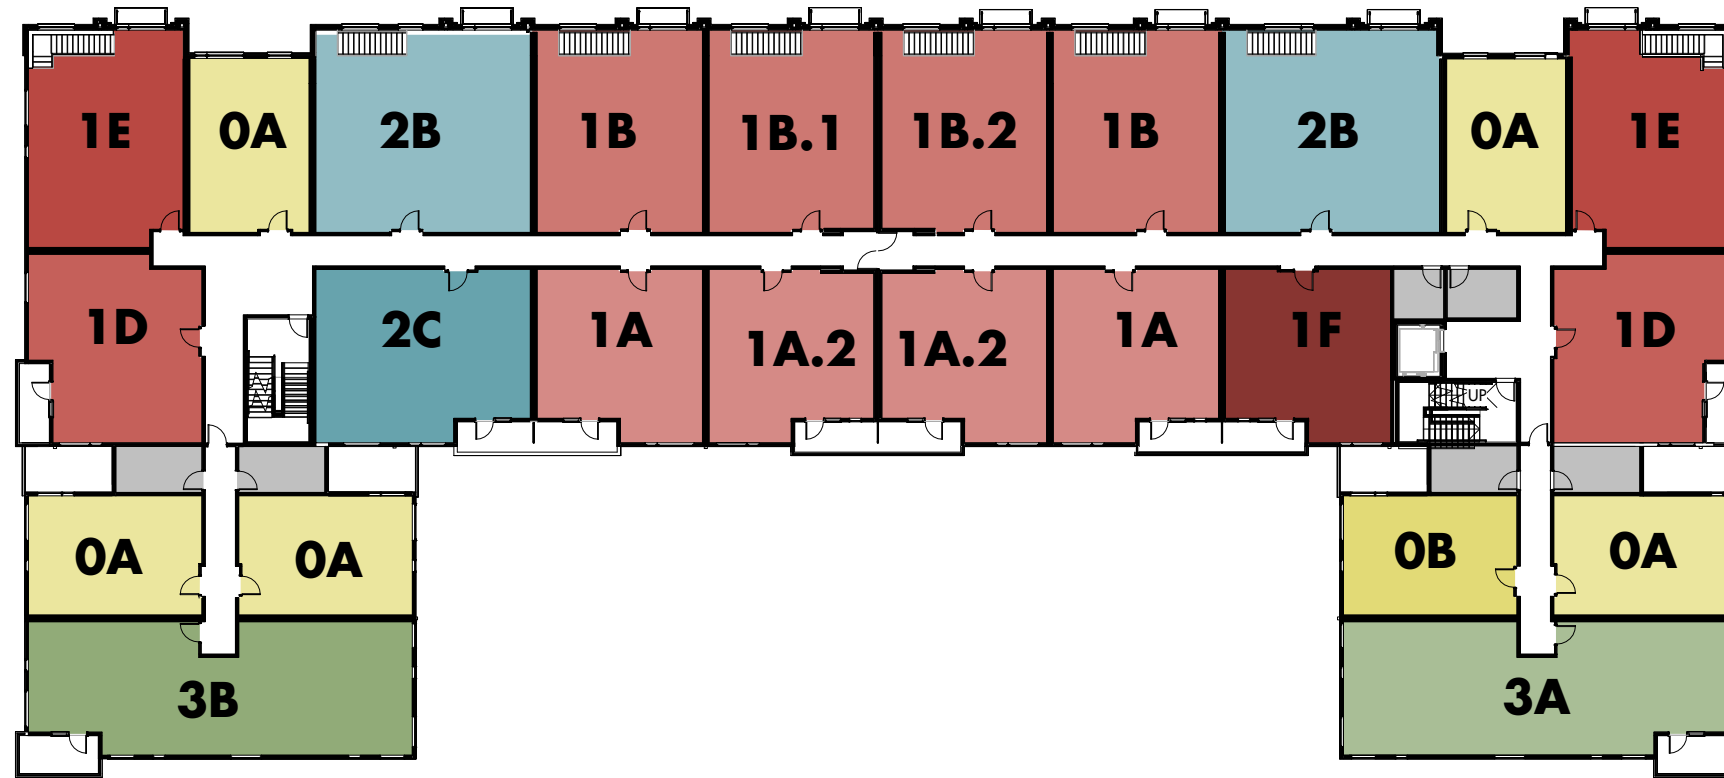 1E 0A 2B 1B 1B.1 1B.2 1B 2B 0A 1E
1D 2C 1A 1A.2 1A.2 1A 1F 1D
UP
0A 0A 0B 0A
3B 3A